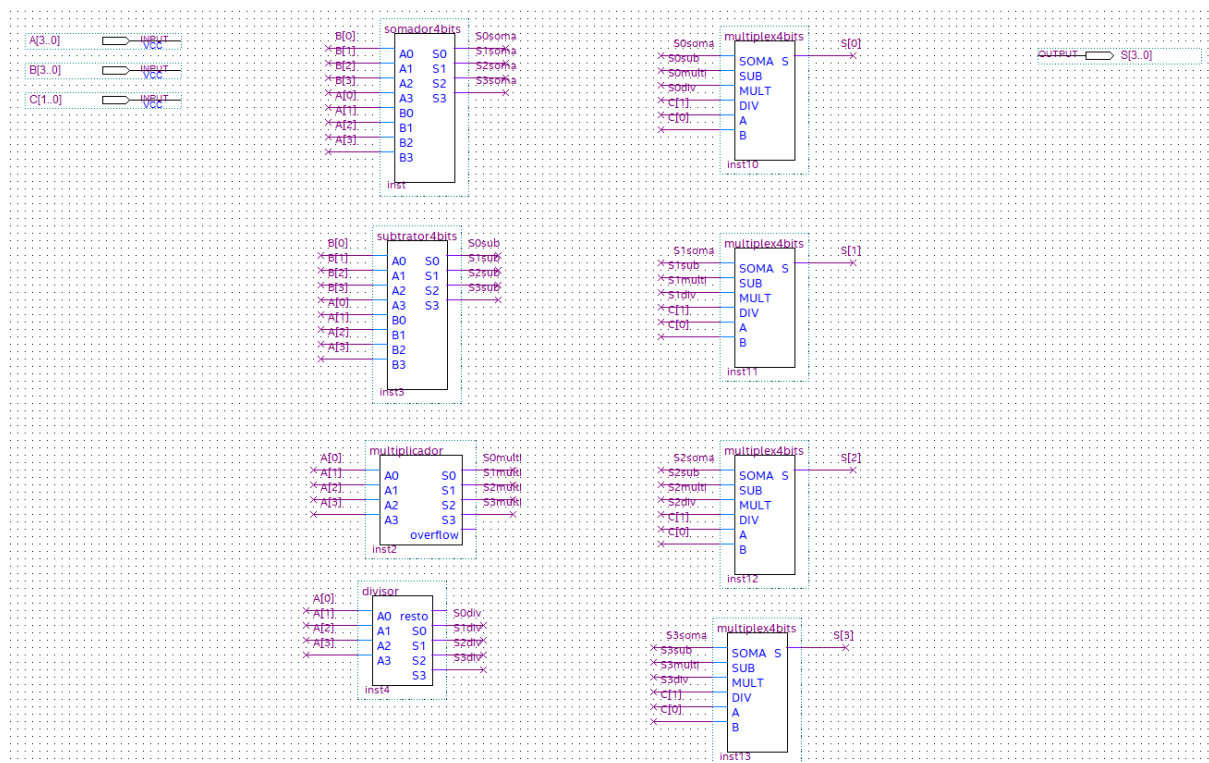 A[3..0] INPUT VCC
B[3..0] INPUT VCC
C[1..0] INPUT VCC
somador4bits
B[0] S0soma
B[1] S1soma
A0 S0
B[2] S2soma
A1 S1
B[3] S3soma
A2 S2
A[0]
A3 S3
A[1]
B0
A[2]
B1
A[3]
B2
B3
inst
subtrator4bits
B[0] S0sub
B[1] S1sub
A0 S0
B[2] S2sub
A1 S1
B[3] S3sub
A2 S2
A[0]
A3 S3
A[1]
B0
A[2]
B1
A[3]
B2
B3
inst3
multiplicador
A[0] S0multi
A[1] S1multi
A0 S0
A[2] S2multi
A1 S1
A[3] S3multi
A2 S2
A3 S3
overflow
inst2
divisor
A[0]
A[1] S0div
A0 resto
A[2] S1div
A1 S0
A[3] S2div
A2 S1
S3div
A3 S2
S3
inst4
multiplex4bits
S0soma S[0]
S0sub
SOMA S
S0multi
SUB
S0div
MULT
C[1]
DIV
C[0]
A
B
inst10
multiplex4bits
S1soma S[1]
S1sub
SOMA S
S1multi
SUB
S1div
MULT
C[1]
DIV
C[0]
A
B
inst11
multiplex4bits
S2soma S[2]
S2sub
SOMA S
S2multi
SUB
S2div
MULT
C[1]
DIV
C[0]
A
B
inst12
multiplex4bits
S3soma S[3]
S3sub
SOMA S
S3multi
SUB
S3div
MULT
C[1]
DIV
C[0]
A
B
inst13
OUTPUT S[3..0]